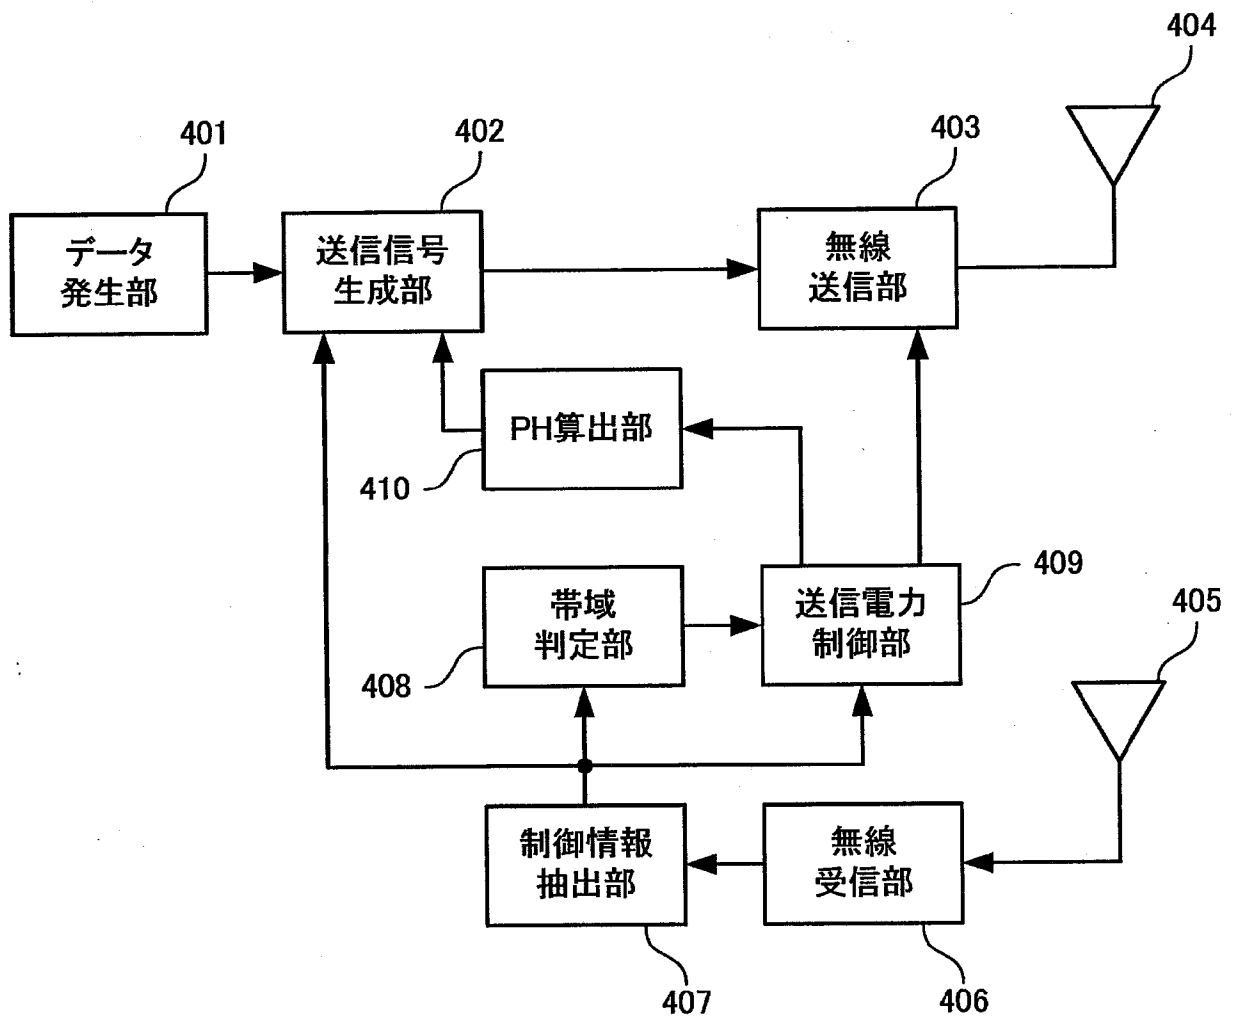 404
401
402
403
データ
発生部
送信信号
生成部
無線
送信部
PH算出部
410
409
帯域
判定部
送信電力
制御部
405
408
制御情報
抽出部
無線
受信部
407
406